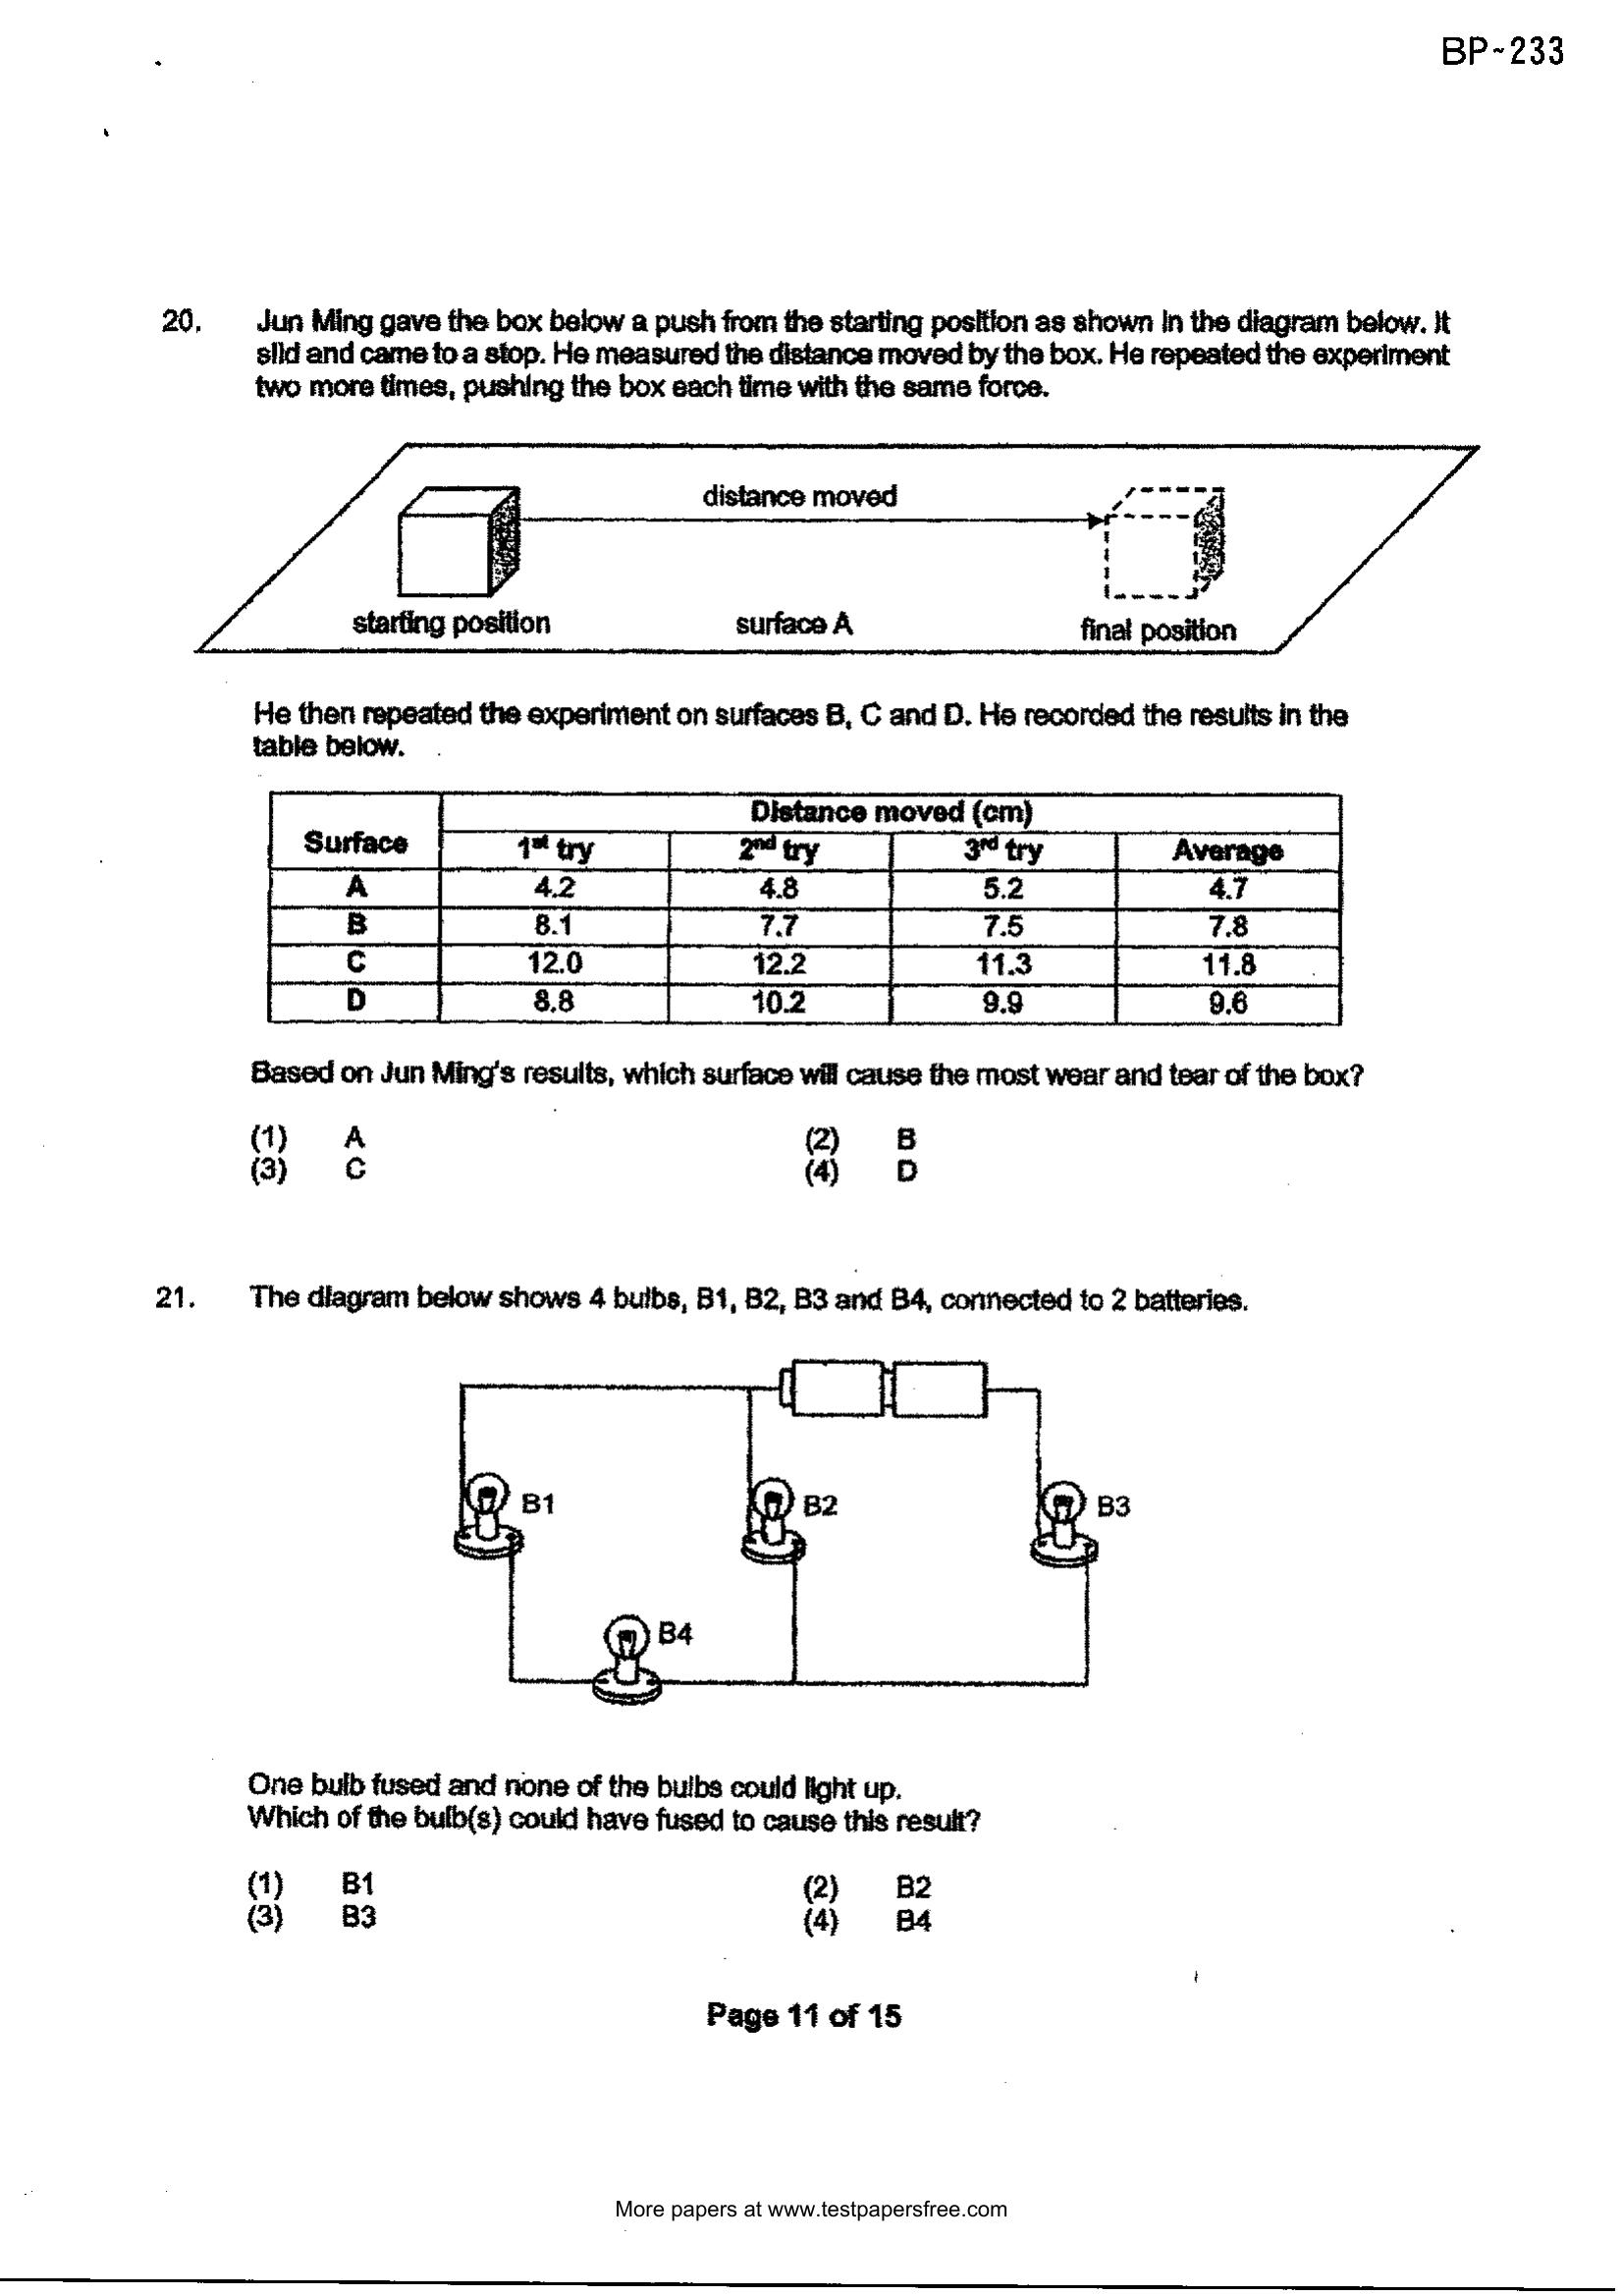 BP-233
20. Jun Ming gave the box below a push from the starting position as shown in the diagram below. It
slid and came to a stop. He measured the distance moved by the box. He repeated the experiment
two more times, pushing the box each time with the same force.
distance moved
starting position surface A final position
He then repeated the experiment on surfaces B, C and D. He recorded the results in the
table below.
Surface Distance moved (cm)
1st try 2nd try 3rd try Average
A 4.2 4.8 5.2 4.7
B 8.1 7.7 7.5 7.8
C 12.0 12.2 11.3 11.8
D 8.8 10.2 9.9 9.6
Based on Jun Ming's results, which surface will cause the most wear and tear of the box?
(1) A (2) B
(3) C (4) D
21. The diagram below shows 4 bulbs, B1, B2, B3 and B4, connected to 2 batteries.
B1 B2 B3
B4
One bulb fused and none of the bulbs could light up.
Which of the bulb(s) could have fused to cause this result?
(1) B1 (2) B2
(3) B3 (4) B4
Page 11 of 15
More papers at www.testpapersfree.com